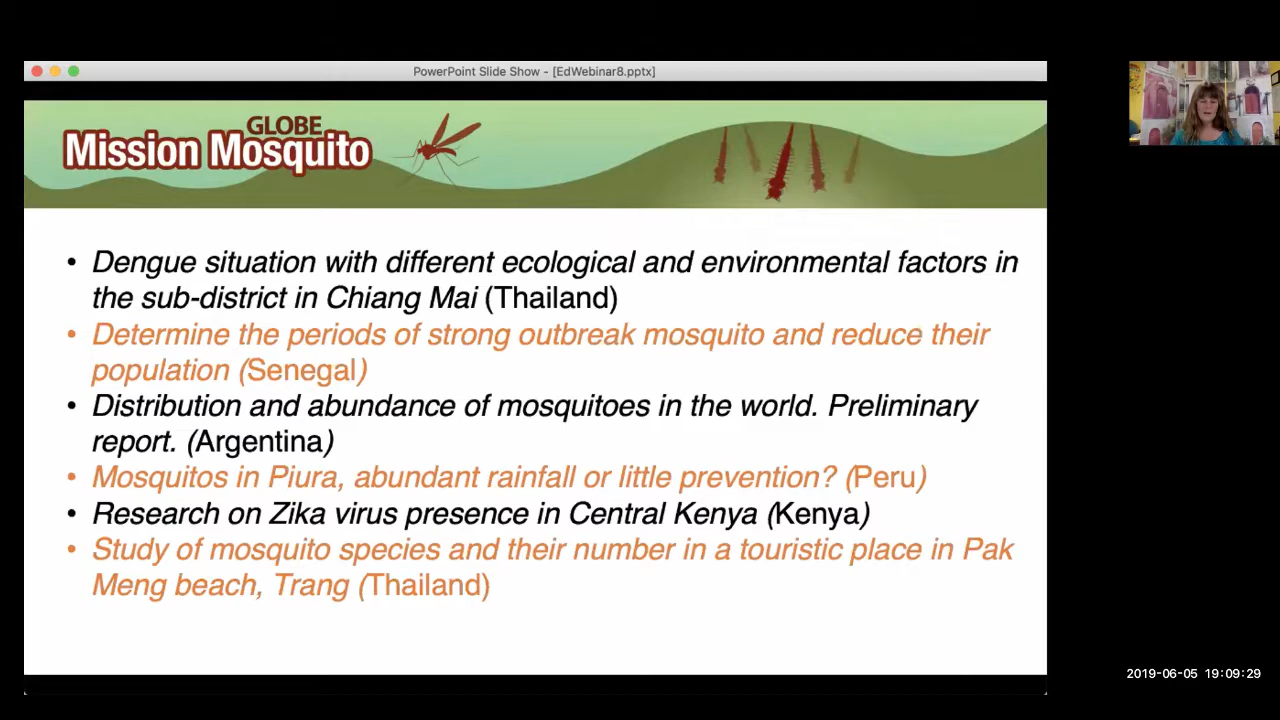 PowerPoint Slide Show - [EdWebinar8.pptx]
GLOBE
Mission Mosquito
• Dengue situation with different ecological and environmental factors in
the sub-district in Chiang Mai (Thailand)
• Determine the periods of strong outbreak mosquito and reduce their
population (Senegal)
• Distribution and abundance of mosquitoes in the world. Preliminary
report. (Argentina)
• Mosquitos in Piura, abundant rainfall or little prevention? (Peru)
• Research on Zika virus presence in Central Kenya (Kenya)
• Study of mosquito species and their number in a touristic place in Pak
Meng beach, Trang (Thailand)
2019-06-05 19:09:29